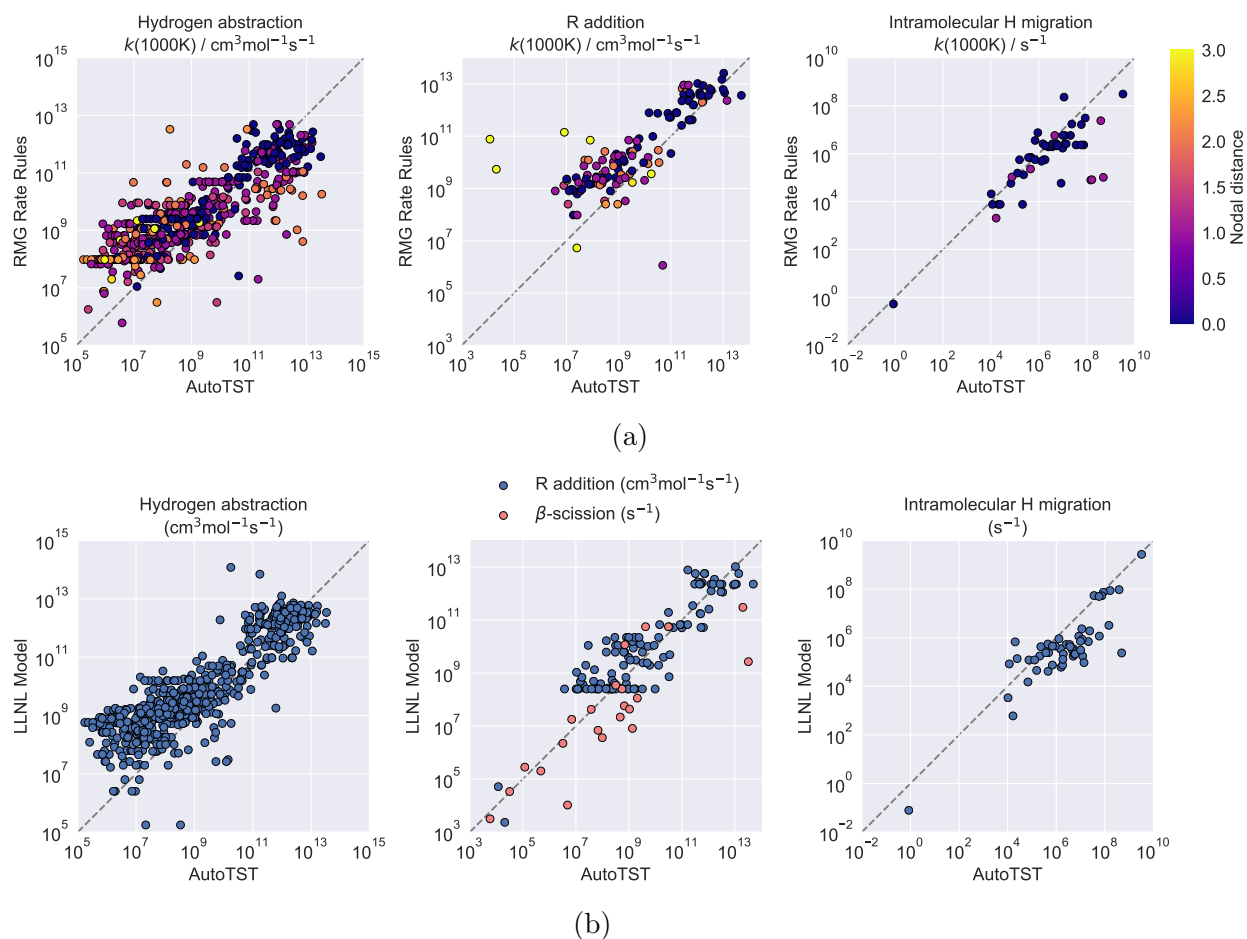 Hydrogen abstraction
k(1000K) / cm³mol⁻¹s⁻¹
R addition
k(1000K) / cm³mol⁻¹s⁻¹
Intramolecular H migration
k(1000K) / s⁻¹
RMG Rate Rules
10¹⁵
10¹³
10¹¹
10⁹
10⁷
10⁵
10⁵ 10⁷ 10⁹ 10¹¹ 10¹³ 10¹⁵
AutoTST
RMG Rate Rules
10¹³
10¹¹
10⁹
10⁷
10⁵
10³
10³ 10⁵ 10⁷ 10⁹ 10¹¹ 10¹³
AutoTST
RMG Rate Rules
10¹⁰
10⁸
10⁶
10⁴
10²
10⁰
10⁻²
10⁻² 10⁰ 10² 10⁴ 10⁶ 10⁸ 10¹⁰
AutoTST
3.0
2.5
2.0
1.5
1.0
0.5
0.0
Nodal distance
(a)
Hydrogen abstraction
(cm³mol⁻¹s⁻¹)
R addition (cm³mol⁻¹s⁻¹)
β-scission (s⁻¹)
Intramolecular H migration
(s⁻¹)
LLNL Model
10¹⁵
10¹³
10¹¹
10⁹
10⁷
10⁵
10⁵ 10⁷ 10⁹ 10¹¹ 10¹³ 10¹⁵
AutoTST
LLNL Model
10¹³
10¹¹
10⁹
10⁷
10⁵
10³
10³ 10⁵ 10⁷ 10⁹ 10¹¹ 10¹³
AutoTST
LLNL Model
10¹⁰
10⁸
10⁶
10⁴
10²
10⁰
10⁻²
10⁻² 10⁰ 10² 10⁴ 10⁶ 10⁸ 10¹⁰
AutoTST
(b)